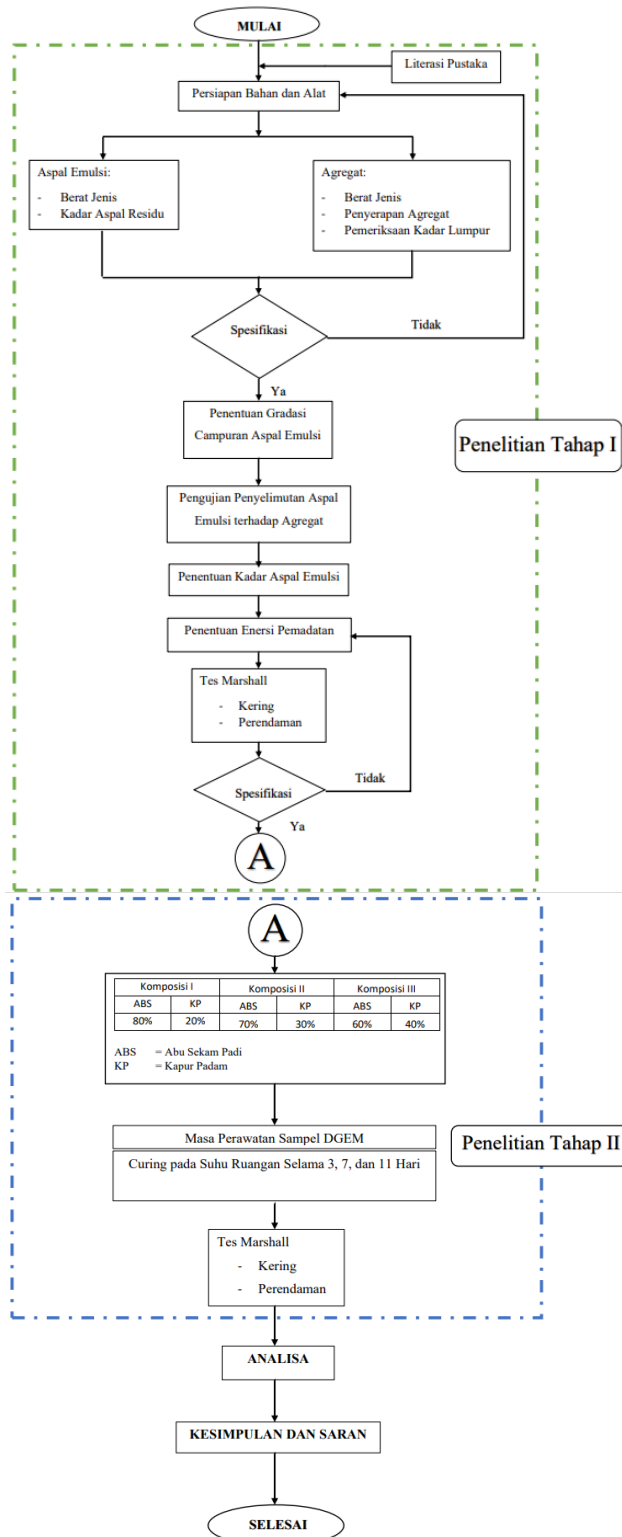 MULAI
Literasi Pustaka
Persiapan Bahan dan Alat
Aspal Emulsi:
- Berat Jenis
- Kadar Aspal Residu
Agregat:
- Berat Jenis
- Penyerapan Agregat
- Pemeriksaan Kadar Lumpur
Spesifikasi
Tidak
Ya
Penentuan Gradasi
Campuran Aspal Emulsi
Penelitian Tahap I
Pengujian Penyelimutan Aspal
Emulsi terhadap Agregat
Penentuan Kadar Aspal Emulsi
Penentuan Enersi Pemadatan
Tes Marshall
- Kering
- Perendaman
Spesifikasi
Tidak
Ya
A
A
Komposisi I Komposisi II Komposisi III
ABS KP ABS KP ABS KP
80% 20% 70% 30% 60% 40%
ABS = Abu Sekam Padi
KP = Kapur Padam
Masa Perawatan Sampel DGEM
Curing pada Suhu Ruangan Selama 3, 7, dan 11 Hari
Penelitian Tahap II
Tes Marshall
- Kering
- Perendaman
ANALISA
KESIMPULAN DAN SARAN
SELESAI